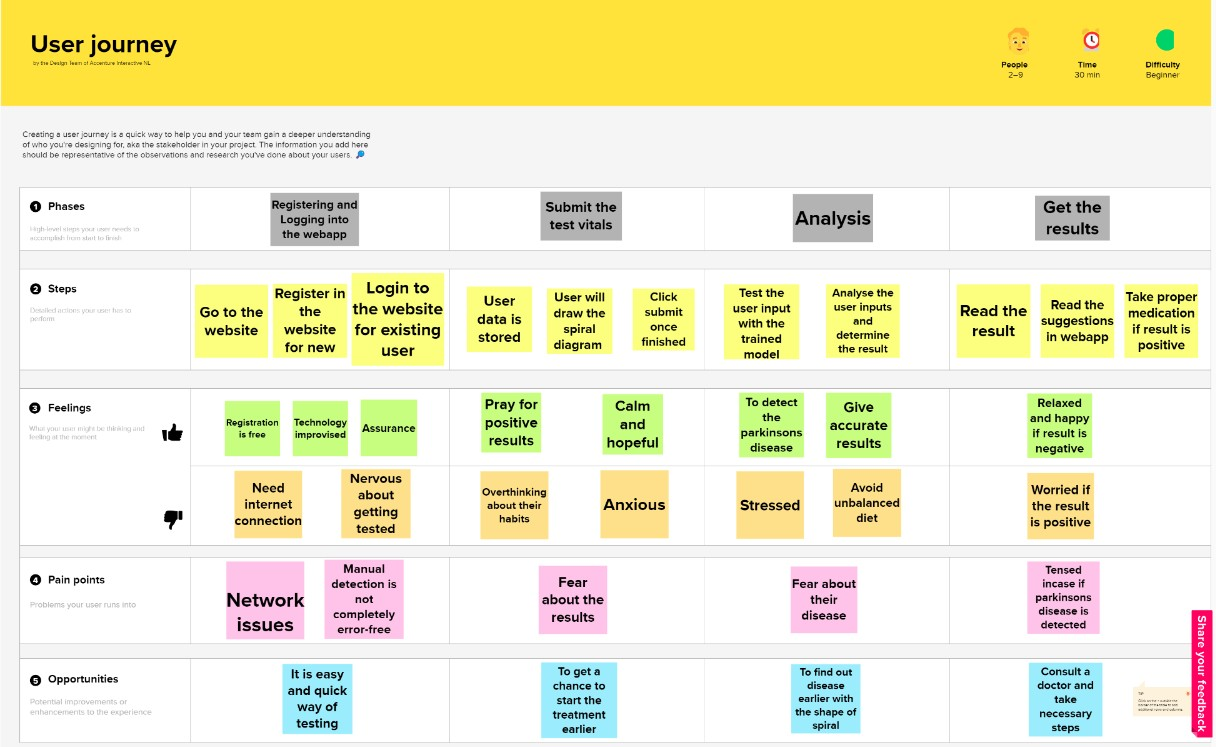 User journey
by the Design Team of Accenture Interactive NL
People
2–9
Time
30 min
Difficulty
Beginner
Creating a user journey is a quick way to help you and your team gain a deeper understanding
of who you're designing for, aka the stakeholder in your project. The information you add here
should be representative of the observations and research you've done about your users.
1 Phases
High-level steps your user needs to
accomplish from start to finish
Registering and
Logging into
the webapp
Submit the
test vitals
Analysis
Get the
results
2 Steps
Detailed actions your user has to
perform
Go to the
website
Register in
the
website
for new
Login to
the website
for existing
user
User
data is
stored
User will
draw the
spiral
diagram
Click
submit
once
finished
Test the
user input
with the
trained
model
Analyse the
user inputs
and
determine
the result
Read the
result
Read the
suggestions
in webapp
Take proper
medication
if result is
positive
3 Feelings
What your user might be thinking and
feeling at the moment
Registration
is free
Technology
improvised
Assurance
Pray for
positive
results
Calm
and
hopeful
To detect
the
parkinsons
disease
Give
accurate
results
Relaxed
and happy
if result is
negative
Need
internet
connection
Nervous
about
getting
tested
Overthinking
about their
habits
Anxious
Stressed
Avoid
unbalanced
diet
Worried if
the result
is positive
4 Pain points
Problems your user runs into
Network
issues
Manual
detection is
not
completely
error-free
Fear
about the
results
Fear about
their
disease
Tensed
incase if
parkinsons
disease is
detected
5 Opportunities
Potential improvements or
enhancements to the experience
It is easy
and quick
way of
testing
To get a
chance to
start the
treatment
earlier
To find out
disease
earlier with
the shape of
spiral
Consult a
doctor and
take
necessary
steps
TIP
Share your feedback